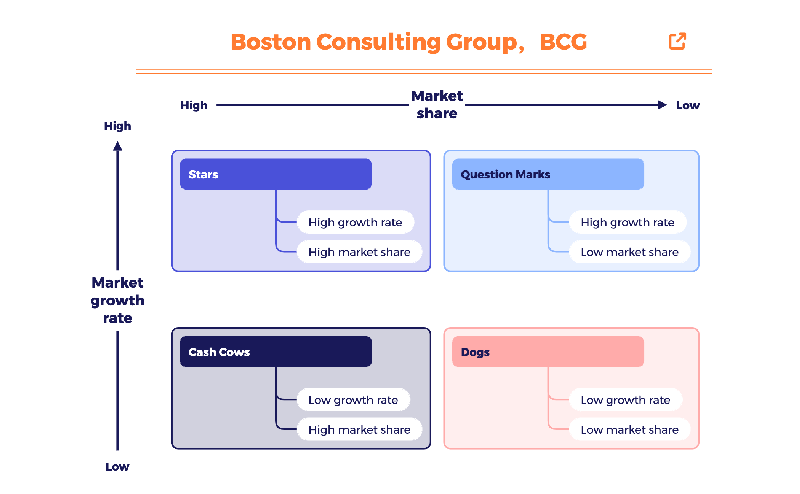 Boston Consulting Group, BCG
High
Market
share
Low
High
Stars
High growth rate
High market share
Question Marks
High growth rate
Low market share
Market
growth
rate
Cash Cows
Low growth rate
High market share
Dogs
Low growth rate
Low market share
Low